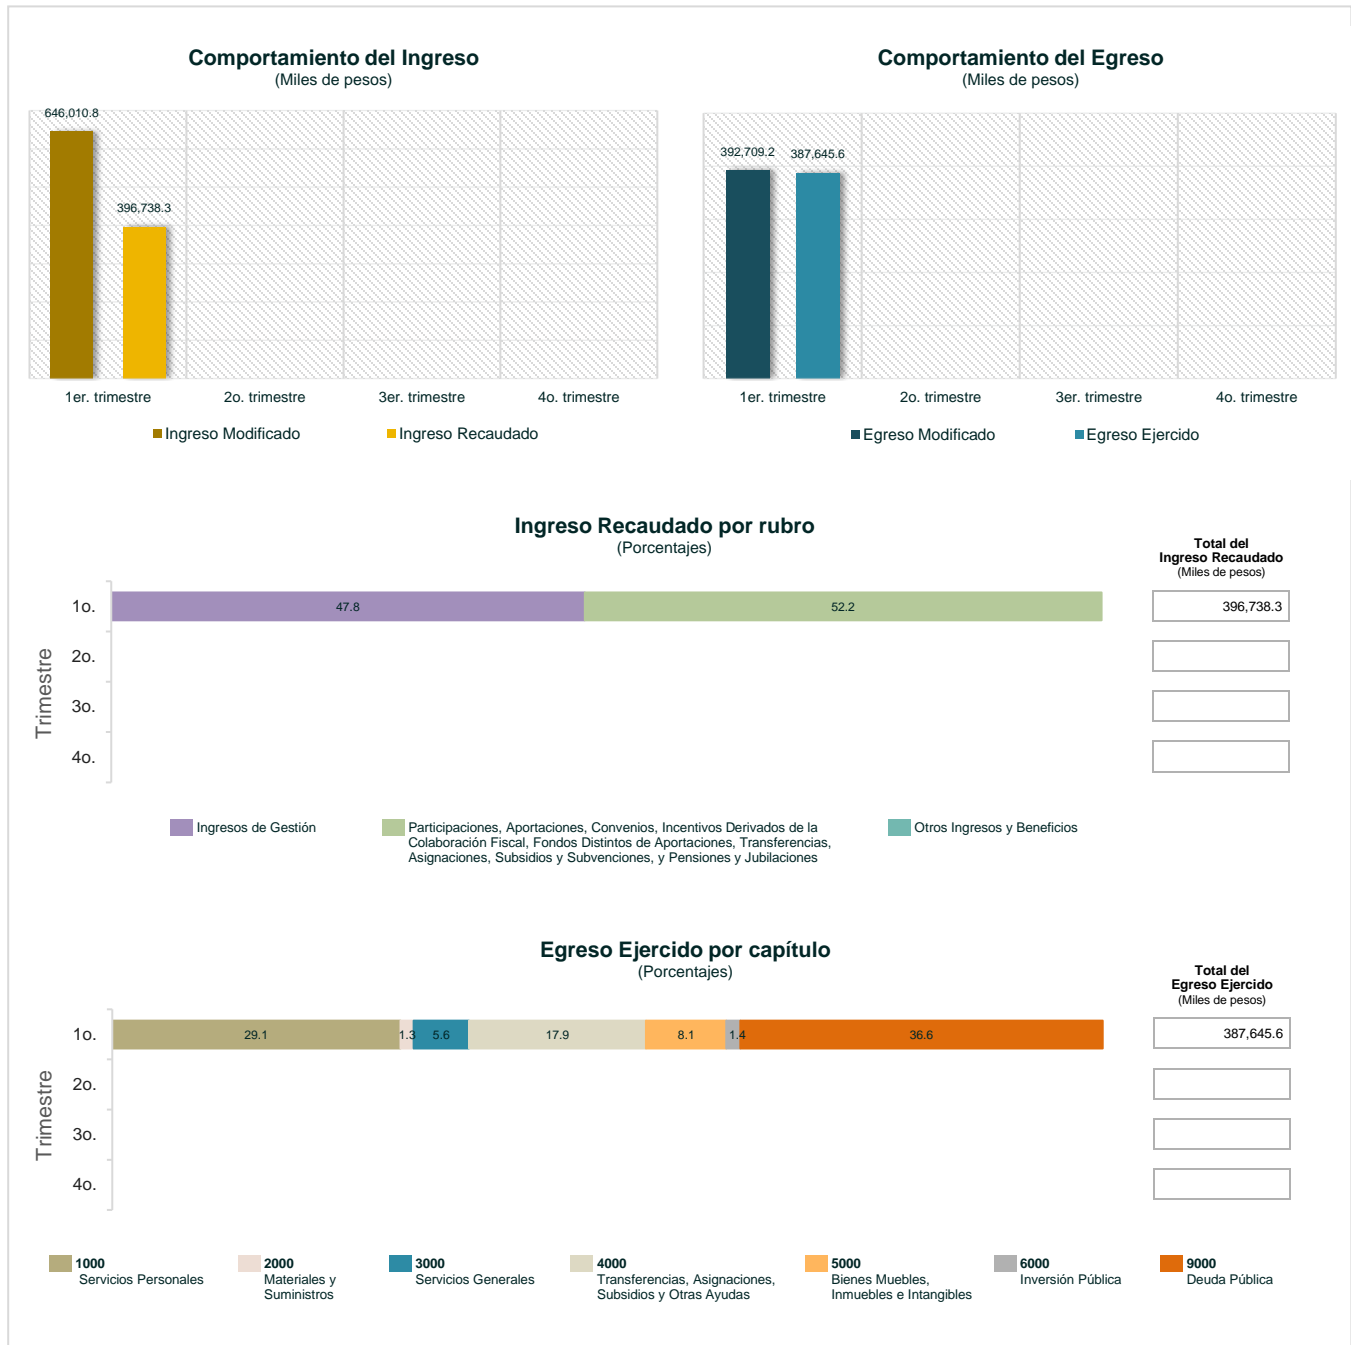 Comportamiento del Ingreso
(Miles de pesos)
646,010.8
396,738.3
1er. trimestre
2o. trimestre
3er. trimestre
4o. trimestre
Ingreso Modificado
Ingreso Recaudado
Comportamiento del Egreso
(Miles de pesos)
392,709.2
387,645.6
1er. trimestre
2o. trimestre
3er. trimestre
4o. trimestre
Egreso Modificado
Egreso Ejercido
Ingreso Recaudado por rubro
(Porcentajes)
Total del
Ingreso Recaudado
(Miles de pesos)
Trimestre
1o.
47.8
52.2
396,738.3
2o.
3o.
4o.
Ingresos de Gestión
Participaciones, Aportaciones, Convenios, Incentivos Derivados de la
Colaboración Fiscal, Fondos Distintos de Aportaciones, Transferencias,
Asignaciones, Subsidios y Subvenciones, y Pensiones y Jubilaciones
Otros Ingresos y Beneficios
Egreso Ejercido por capítulo
(Porcentajes)
Total del
Egreso Ejercido
(Miles de pesos)
Trimestre
1o.
29.1
1.3
5.6
17.9
8.1
1.4
36.6
387,645.6
2o.
3o.
4o.
1000
Servicios Personales
2000
Materiales y
Suministros
3000
Servicios Generales
4000
Transferencias, Asignaciones,
Subsidios y Otras Ayudas
5000
Bienes Muebles,
Inmuebles e Intangibles
6000
Inversión Pública
9000
Deuda Pública